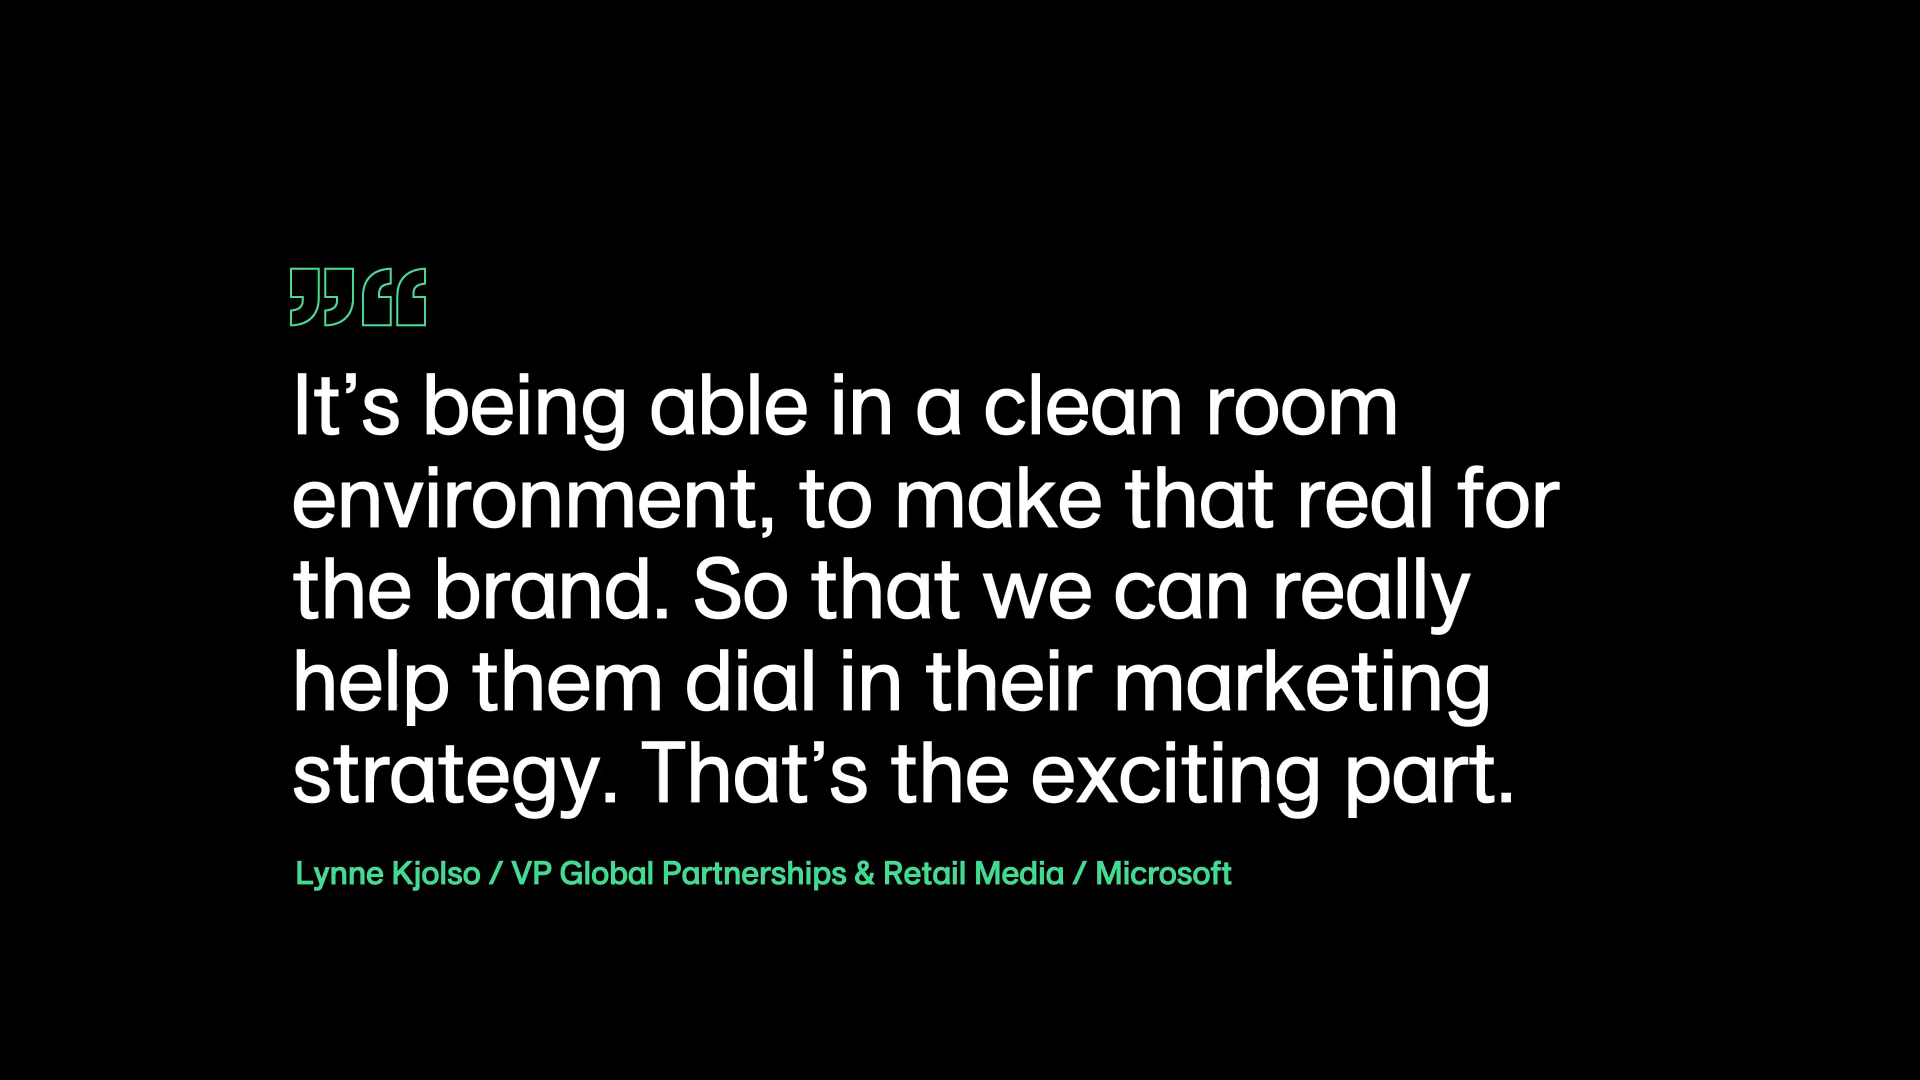 It’s being able in a clean room
environment, to make that real for
the brand. So that we can really
help them dial in their marketing
strategy. That’s the exciting part.
Lynne Kjolso / VP Global Partnerships & Retail Media / Microsoft